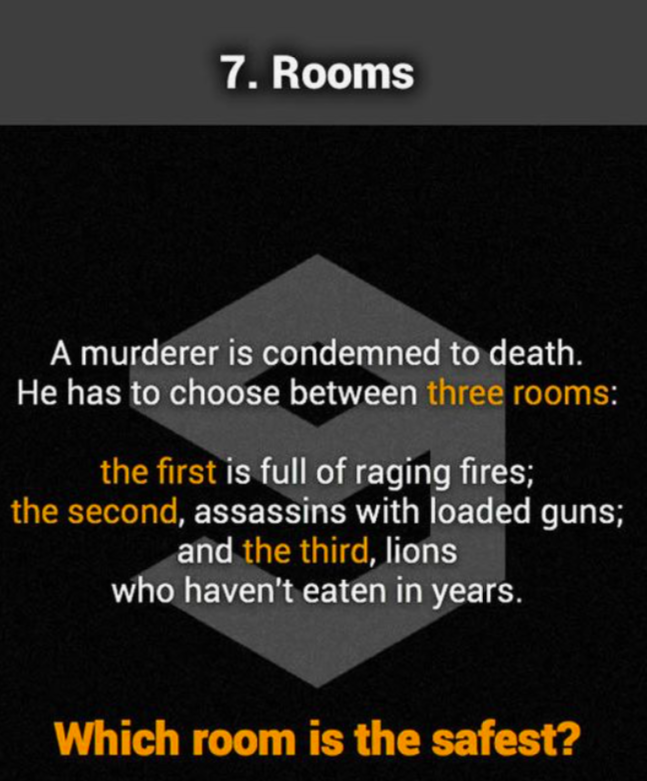 7. Rooms
A murderer is condemned to death.
He has to choose between three rooms:
the first is full of raging fires;
the second, assassins with loaded guns;
and the third, lions
who haven't eaten in years.
Which room is the safest?